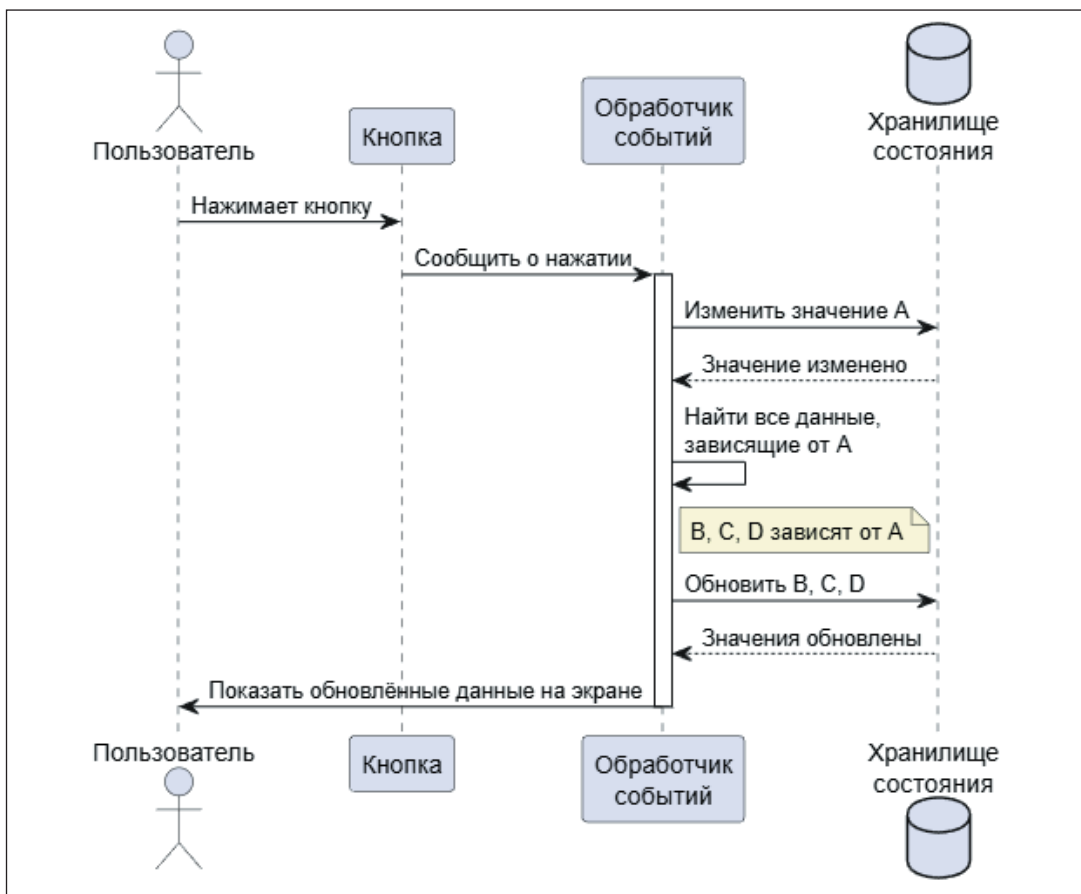 Пользователь
Кнопка
Обработчик
событий
Хранилище
состояния
Нажимает кнопку
Сообщить о нажатии
Изменить значение A
Значение изменено
Найти все данные,
зависящие от A
B, C, D зависят от A
Обновить B, C, D
Значения обновлены
Показать обновлённые данные на экране
Пользователь
Кнопка
Обработчик
событий
Хранилище
состояния